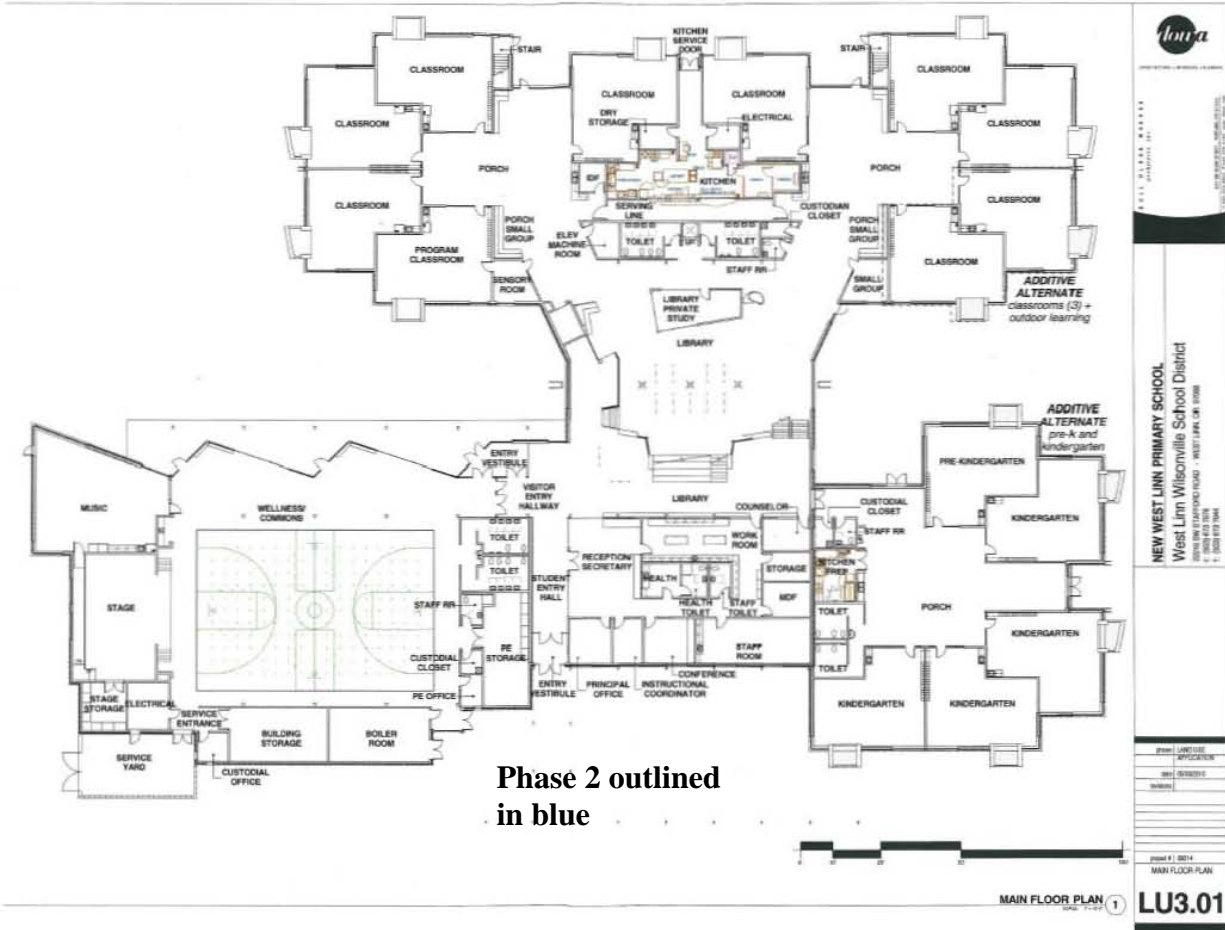 KITCHEN
SERVICE
DOOR
STAIR
STAIR
CLASSROOM
CLASSROOM
CLASSROOM
CLASSROOM
DRY
STORAGE
ELECTRICAL
CLASSROOM
CLASSROOM
PORCH
PORCH
IDF
KITCHEN
CLASSROOM
CLASSROOM
SERVING
LINE
CUSTODIAN
CLOSET
PORCH
SMALL
GROUP
PORCH
SMALL
GROUP
ELEV
MACHINE
ROOM
TOILET
TOILET
STAFF RR
PROGRAM
CLASSROOM
CLASSROOM
SENSORY
ROOM
SMALL
GROUP
ADDITIVE
ALTERNATE
classrooms (3) +
outdoor learning
LIBRARY
PRIVATE
STUDY
LIBRARY
ADDITIVE
ALTERNATE
pre-k and
kindergarten
ENTRY
VESTIBULE
PRE-KINDERGARTEN
VISITOR
ENTRY
HALLWAY
LIBRARY
MUSIC
WELLNESS/
COMMONS
COUNSELOR
CUSTODIAL
CLOSET
STAFF RR
KINDERGARTEN
TOILET
WORK
ROOM
RECEPTION/
SECRETARY
TOILET
STORAGE
KITCHEN
PREP
STUDENT
ENTRY
HALL
HEALTH
MDF
STAGE
STAFF RR
HEALTH
TOILET
STAFF
TOILET
TOILET
PORCH
KINDERGARTEN
PE
STORAGE
STAFF
ROOM
CUSTODIAL
CLOSET
TOILET
CONFERENCE
PE OFFICE
ENTRY
VESTIBULE
PRINCIPAL
OFFICE
INSTRUCTIONAL
COORDINATOR
STAGE
STORAGE
ELECTRICAL
KINDERGARTEN
KINDERGARTEN
SERVICE
ENTRANCE
BUILDING
STORAGE
BOILER
ROOM
SERVICE
YARD
CUSTODIAL
OFFICE
Phase 2 outlined
in blue
MAIN FLOOR PLAN 1
NEW WEST LINN PRIMARY SCHOOL
West Linn Wilsonville School District
MAIN FLOOR PLAN
LU3.01